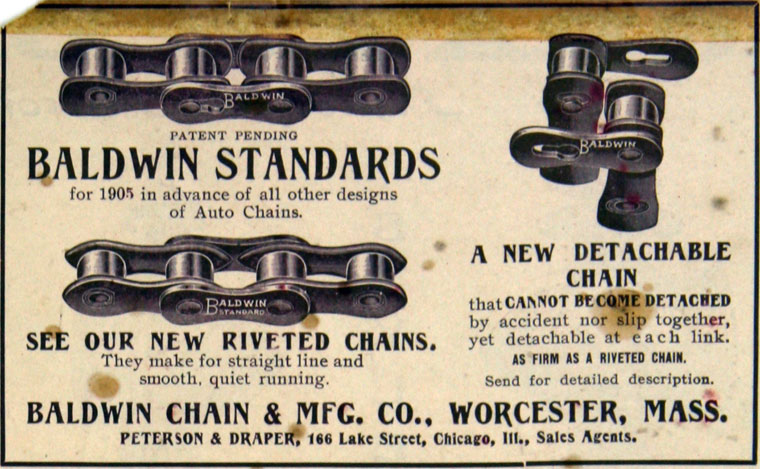 BALDWIN
PATENT PENDING
BALDWIN STANDARDS
for 1905 in advance of all other designs
of Auto Chains.
BALDWIN
STANDARD
SEE OUR NEW RIVETED CHAINS.
They make for straight line and
smooth, quiet running.
BALDWIN
A NEW DETACHABLE
CHAIN
that CANNOT BECOME DETACHED
by accident nor slip together,
yet detachable at each link.
AS FIRM AS A RIVETED CHAIN.
Send for detailed description.
BALDWIN CHAIN & MFG. CO., WORCESTER, MASS.
PETERSON & DRAPER, 166 Lake Street, Chicago, Ill., Sales Agents.